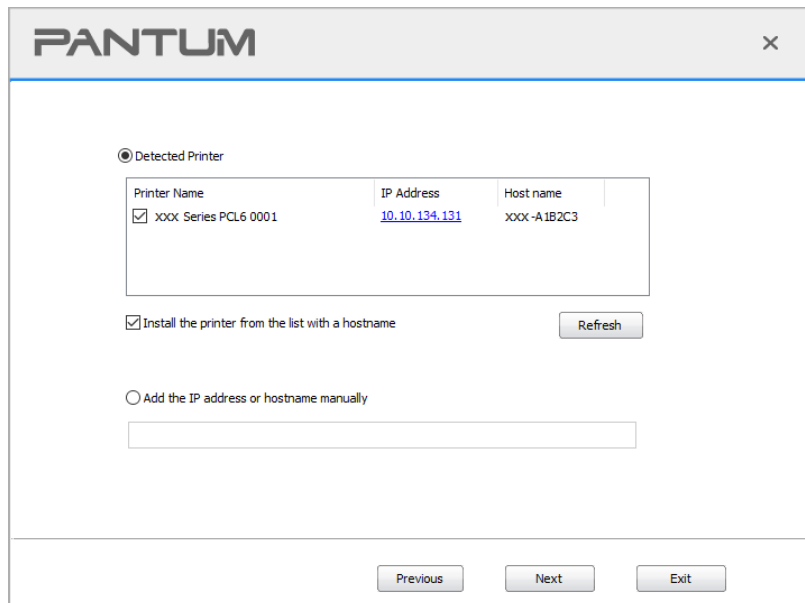 PANTUM
Detected Printer
Printer Name IP Address Host name
XXX Series PCL6 0001 10.10.134.131 XXX -A1B2C3
Install the printer from the list with a hostname
Refresh
Add the IP address or hostname manually
Previous Next Exit